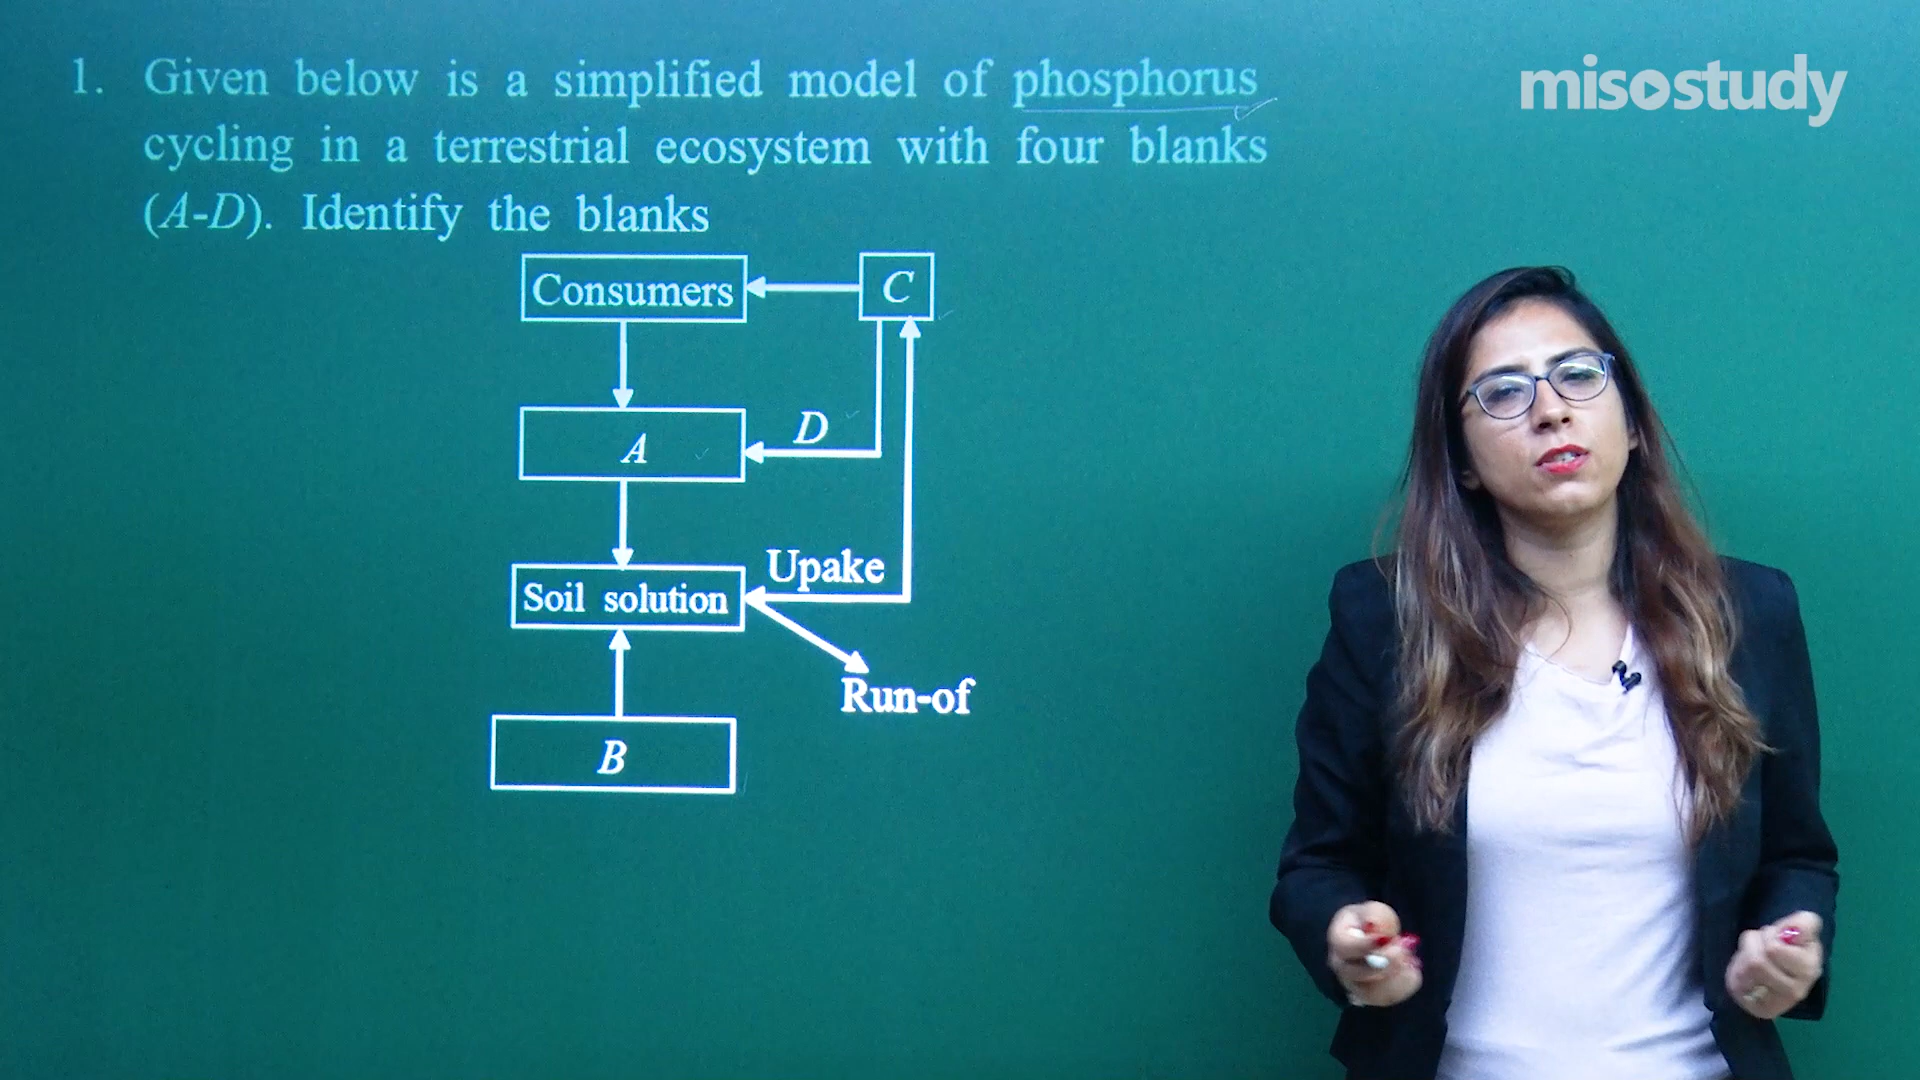 misostudy
1. Given below is a simplified model of phosphorus
cycling in a terrestrial ecosystem with four blanks
(A-D). Identify the blanks
Consumers
C
A
D
Soil solution
Upake
Run-of
B